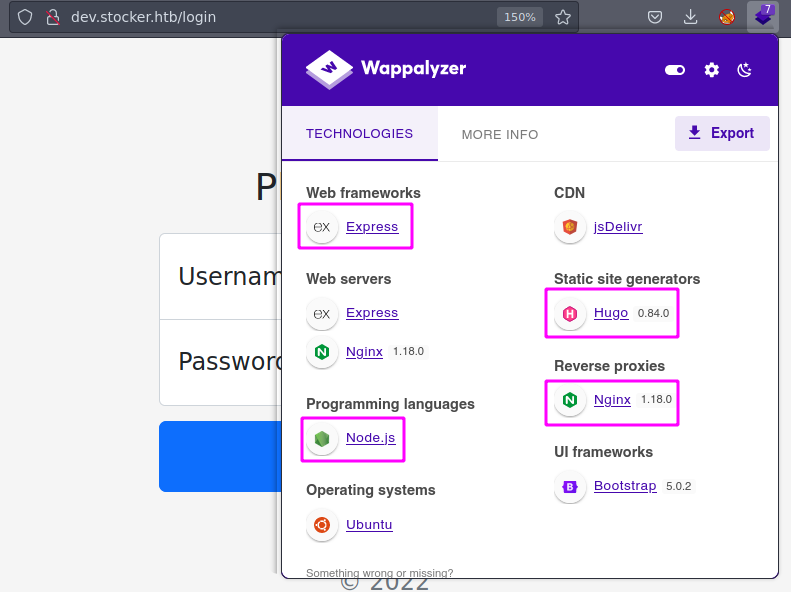 dev.stocker.htb/login
150%
7
Wappalyzer
TECHNOLOGIES
MORE INFO
Export
Web frameworks
Express
Web servers
Express
Nginx 1.18.0
Programming languages
Node.js
Operating systems
Ubuntu
CDN
jsDelivr
Static site generators
Hugo 0.84.0
Reverse proxies
Nginx 1.18.0
UI frameworks
Bootstrap 5.0.2
Something wrong or missing?
P
Usernam
Password
© 2022